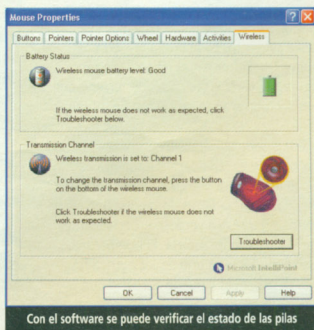 Mouse Properties
Buttons Pointers Pointer Options Wheel Hardware Activities Wireless
Battery Status
Wireless mouse battery level: Good
If the wireless mouse does not work as expected, click
Troubleshooter below.
Transmission Channel
Wireless transmission is set to: Channel 1
To change the transmission channel, press the button
on the bottom of the wireless mouse.
Click Troubleshooter if the wireless mouse does not
work as expected.
Troubleshooter
Microsoft IntelliPoint
OK Cancel Apply Help
Con el software se puede verificar el estado de las pilas